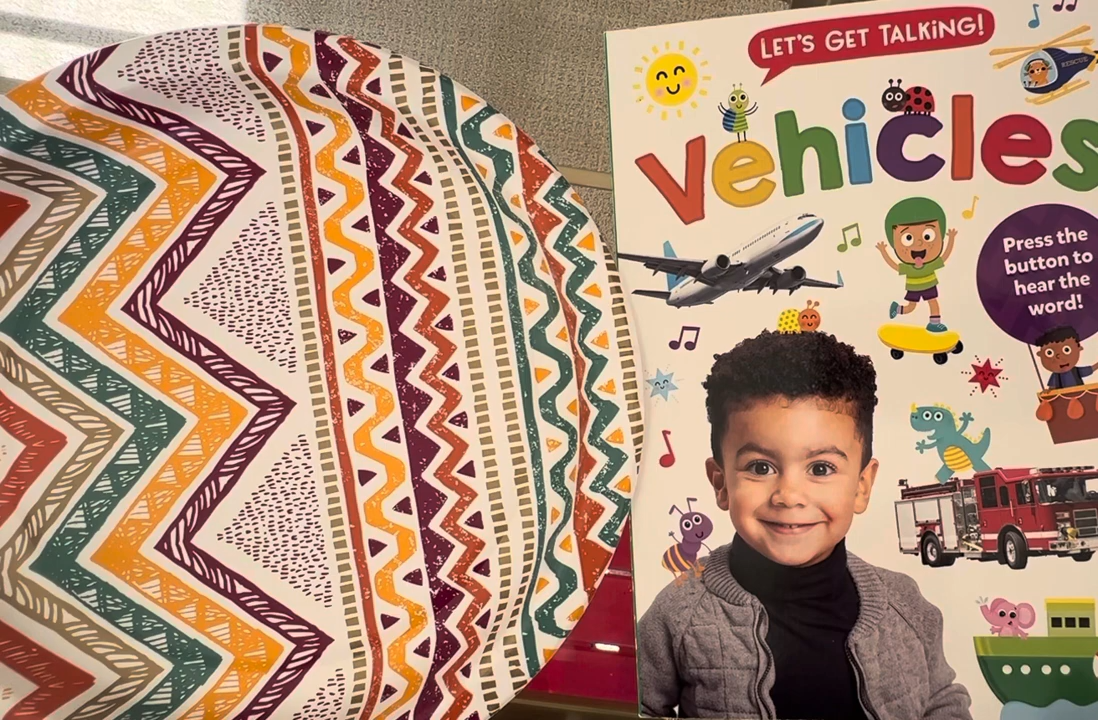 LET'S GET TALKiNG!
RESCUE
vehicles
Press the
button to
hear the
word!